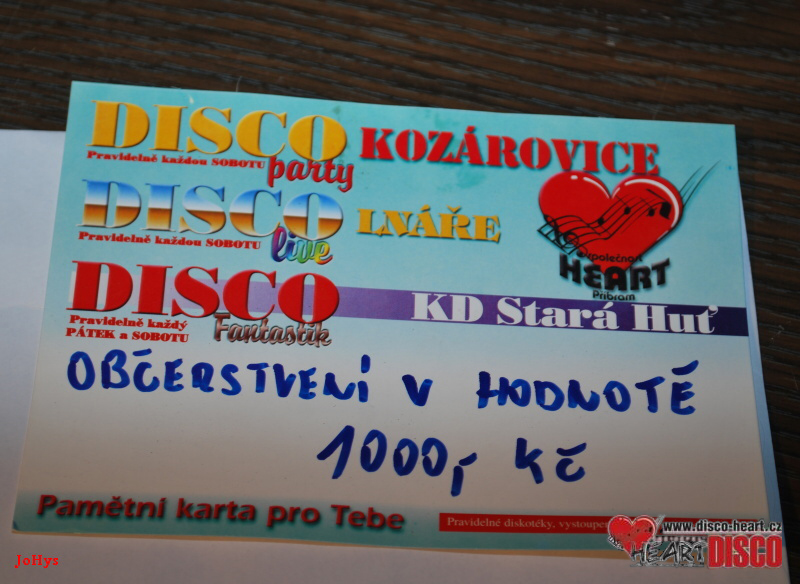 DISCO party KOZÁROVICE
Pravidelně každou SOBOTU
DISCO live LNÁŘE
Pravidelně každou SOBOTU
společnost
HEART
Příbram
DISCO Fantastik
Pravidelně každý
PÁTEK a SOBOTU
KD Stará Huť
OBČERSTVENÍ V HODNOTĚ
1000,- Kč
Pamětní karta pro Tebe
Pravidelné diskotéky,
www.disco-heart.cz
HEART DISCO
JoHys